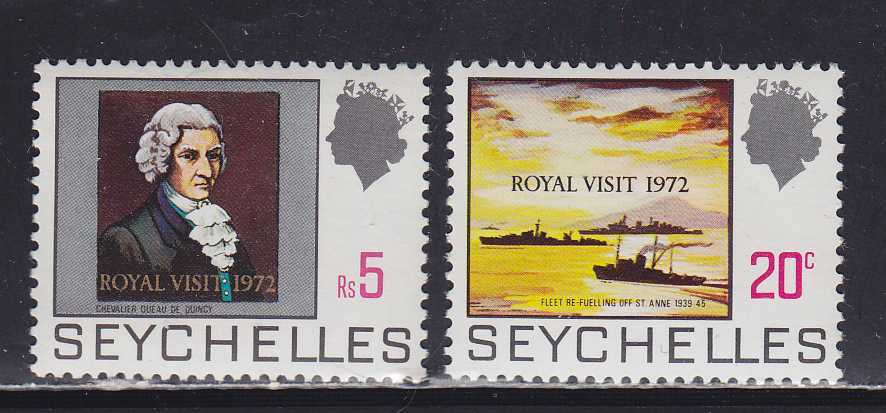 ROYAL VISIT 1972
CHEVALIER QUEAU DE QUINCY
Rs5
SEYCHELLES
ROYAL VISIT 1972
FLEET RE-FUELLING OFF ST. ANNE 1939 45
20c
SEYCHELLES